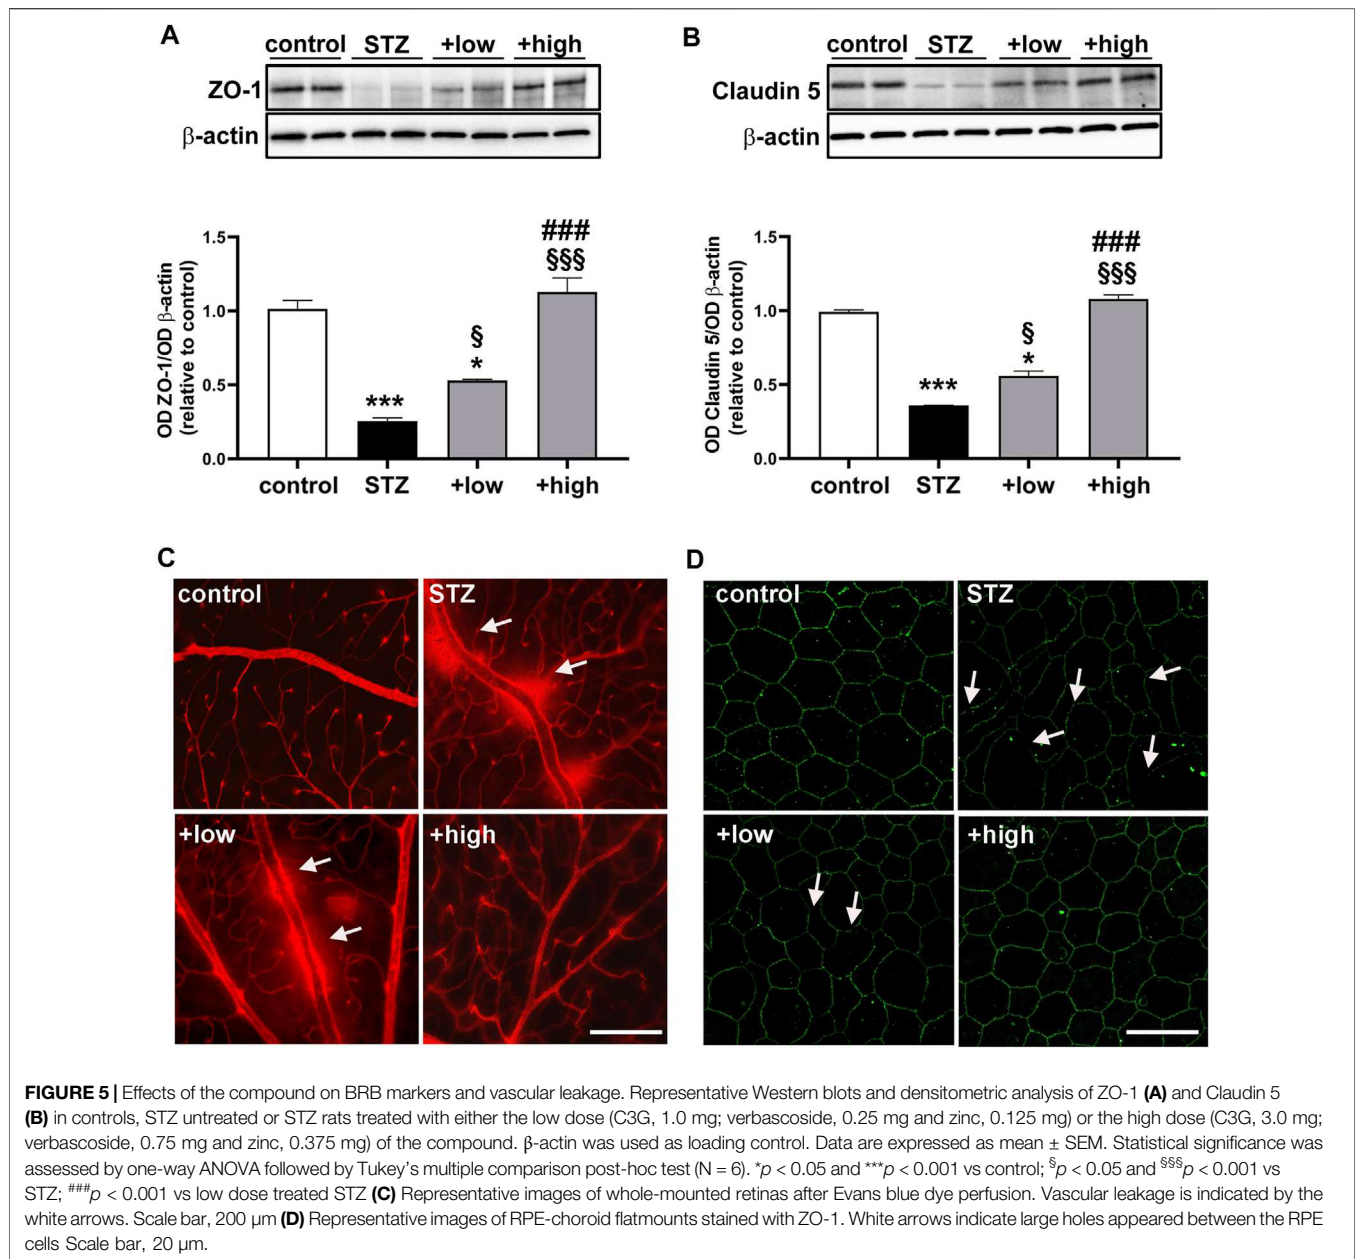 A
control STZ +low +high
ZO-1
β-actin
B
control STZ +low +high
Claudin 5
β-actin
OD ZO-1/OD β-actin
(relative to control)
1.5
1.0
0.5
0.0
***
§
*
###
§§§
control STZ +low +high
OD Claudin 5/OD β-actin
(relative to control)
1.5
1.0
0.5
0.0
***
§
*
###
§§§
control STZ +low +high
C
control
STZ
+low
+high
D
control
STZ
+low
+high
FIGURE 5 | Effects of the compound on BRB markers and vascular leakage. Representative Western blots and densitometric analysis of ZO-1 (A) and Claudin 5
(B) in controls, STZ untreated or STZ rats treated with either the low dose (C3G, 1.0 mg; verbascoside, 0.25 mg and zinc, 0.125 mg) or the high dose (C3G, 3.0 mg;
verbascoside, 0.75 mg and zinc, 0.375 mg) of the compound. β-actin was used as loading control. Data are expressed as mean ± SEM. Statistical significance was
assessed by one-way ANOVA followed by Tukey's multiple comparison post-hoc test (N = 6). *p < 0.05 and ***p < 0.001 vs control; §p < 0.05 and §§§p < 0.001 vs
STZ; ###p < 0.001 vs low dose treated STZ (C) Representative images of whole-mounted retinas after Evans blue dye perfusion. Vascular leakage is indicated by the
white arrows. Scale bar, 200 μm (D) Representative images of RPE-choroid flatmounts stained with ZO-1. White arrows indicate large holes appeared between the RPE
cells Scale bar, 20 μm.